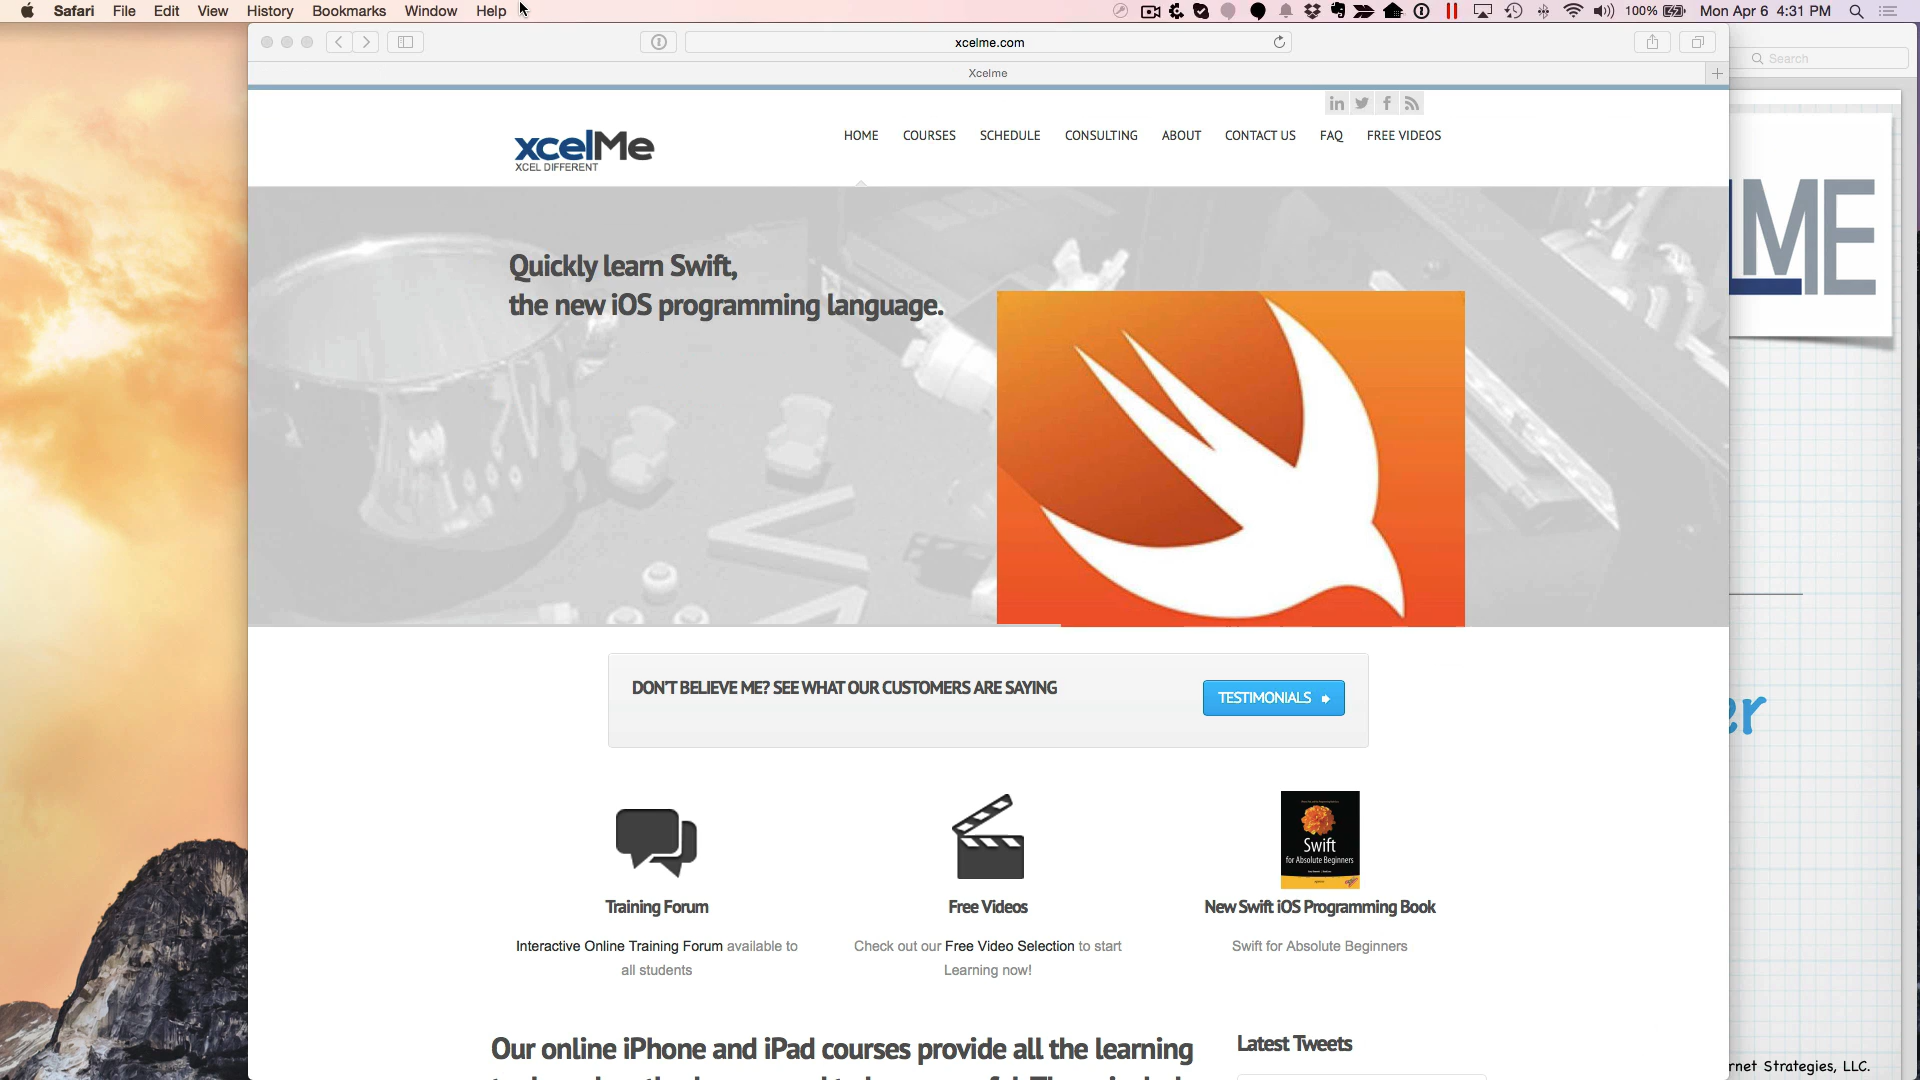 Safari File Edit View History Bookmarks Window Help
100% Mon Apr 6 4:31 PM
xcelme.com
Search
Xcelme
xcelMe
XCEL DIFFERENT
HOME COURSES SCHEDULE CONSULTING ABOUT CONTACT US FAQ FREE VIDEOS
ME
Quickly learn Swift,
the new iOS programming language.
DON'T BELIEVE ME? SEE WHAT OUR CUSTOMERS ARE SAYING
TESTIMONIALS
er
Swift
for Absolute Beginners
Training Forum
Interactive Online Training Forum available to
all students
Free Videos
Check out our Free Video Selection to start
Learning now!
New Swift iOS Programming Book
Swift for Absolute Beginners
Our online iPhone and iPad courses provide all the learning
Latest Tweets
rnet Strategies, LLC.